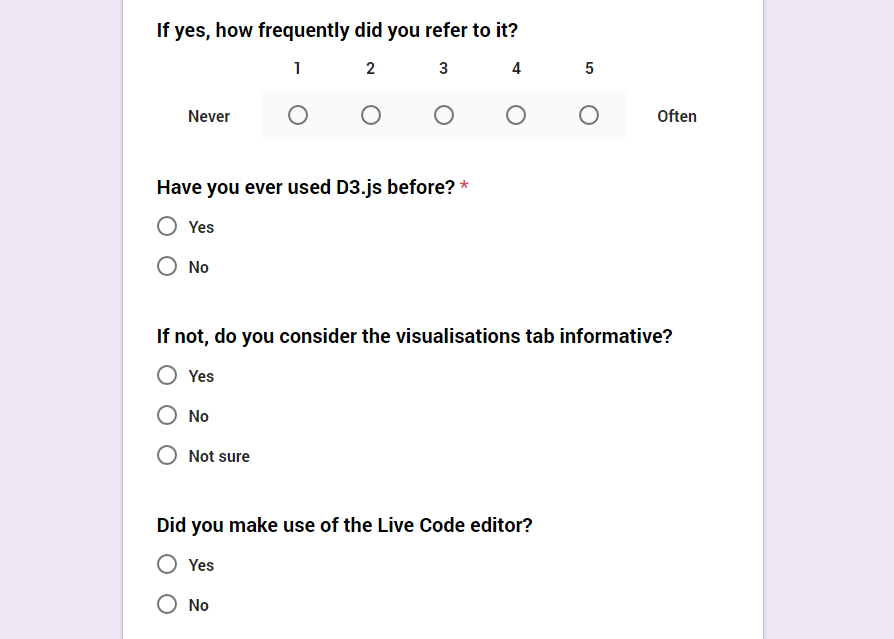 If yes, how frequently did you refer to it?
1 2 3 4 5
Never Often
Have you ever used D3.js before? *
Yes
No
If not, do you consider the visualisations tab informative?
Yes
No
Not sure
Did you make use of the Live Code editor?
Yes
No